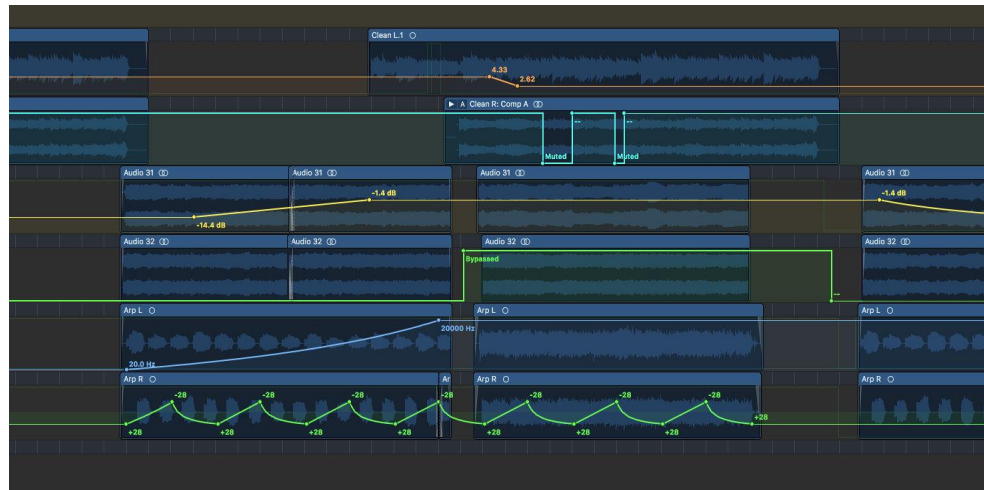 Clean L.1
4.33
2.62
A Clean R: Comp A
--
--
Muted
Muted
Audio 31
Audio 31
Audio 31
Audio 31
-1.4 dB
-1.4 dB
-14.4 dB
Audio 32
Audio 32
Audio 32
Audio 32
Bypassed
--
Arp L
Arp L
Arp L
20000 Hz
20.0 Hz
Arp R
Ar
Arp R
Arp R
-28
-28
-28
-28
-28
-28
-28
+28
+28
+28
+28
+28
+28
+28
+28